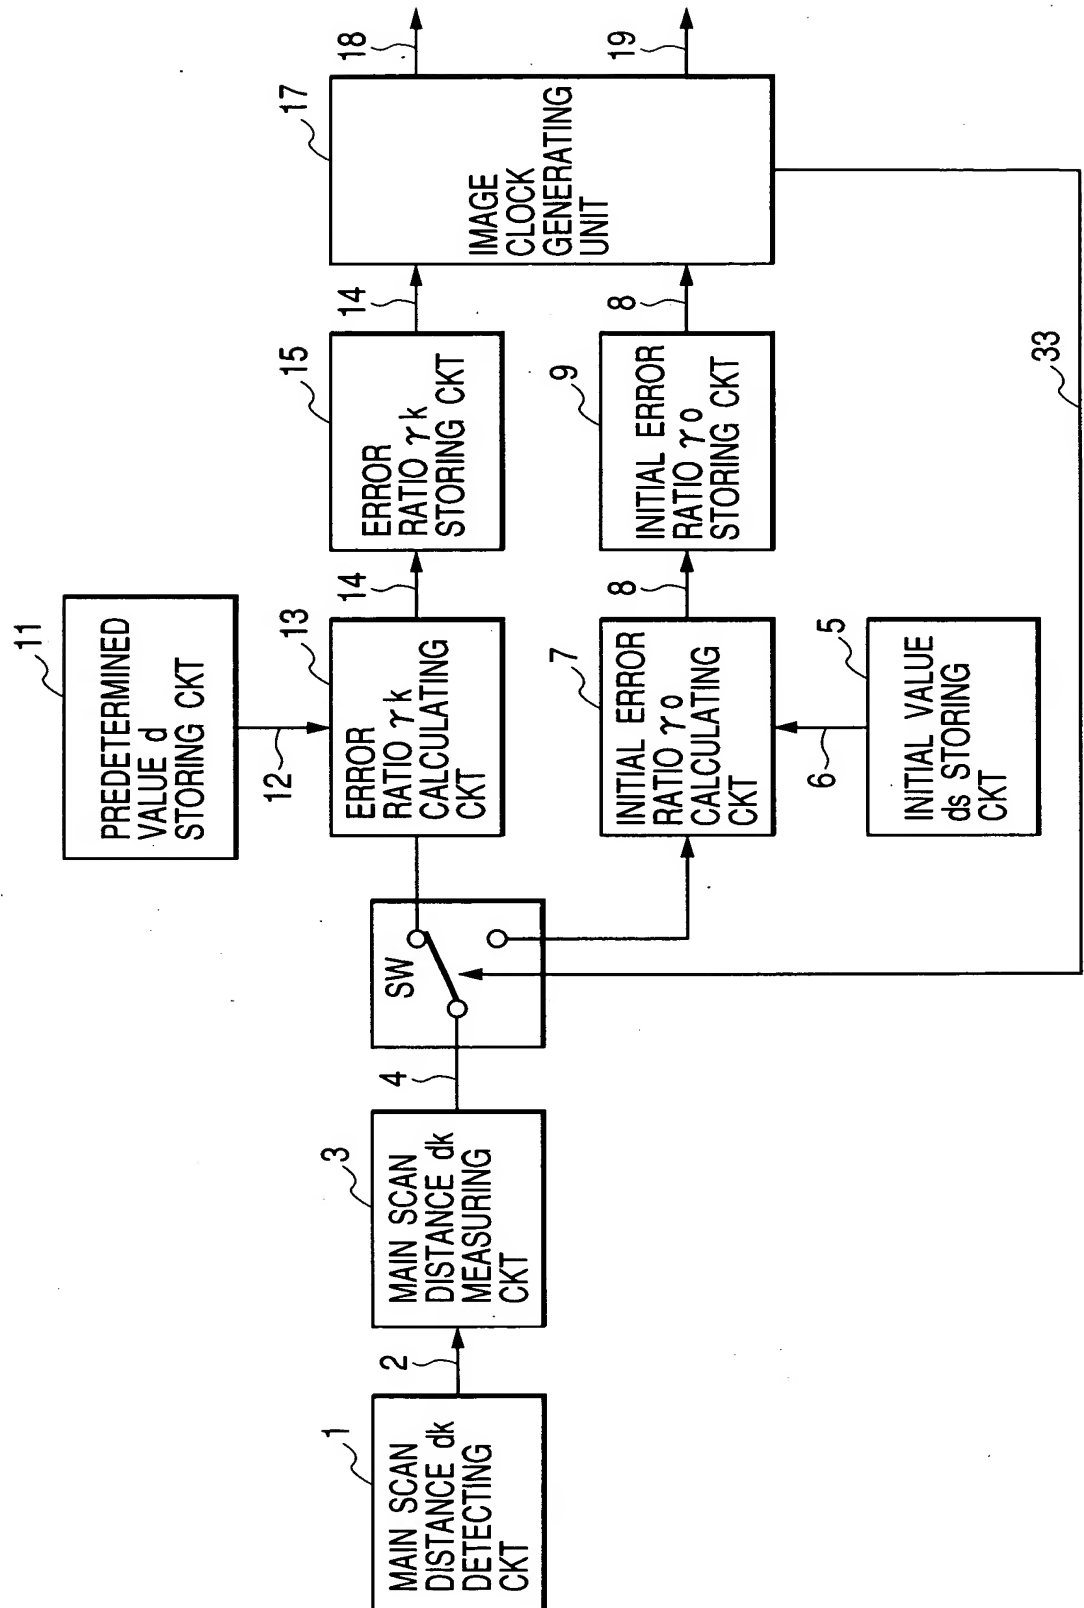 1
MAIN SCAN
DISTANCE dk
DETECTING
CKT
2
3
MAIN SCAN
DISTANCE dk
MEASURING
CKT
4
SW
11
PREDETERMINED
VALUE d
STORING CKT
12
13
ERROR
RATIO γk
CALCULATING
CKT
14
15
ERROR
RATIO γk
STORING CKT
14
7
INITIAL ERROR
RATIO γ0
CALCULATING
CKT
8
9
INITIAL ERROR
RATIO γ0
STORING CKT
8
5
INITIAL VALUE
ds STORING
CKT
6
17
IMAGE
CLOCK
GENERATING
UNIT
18
19
33